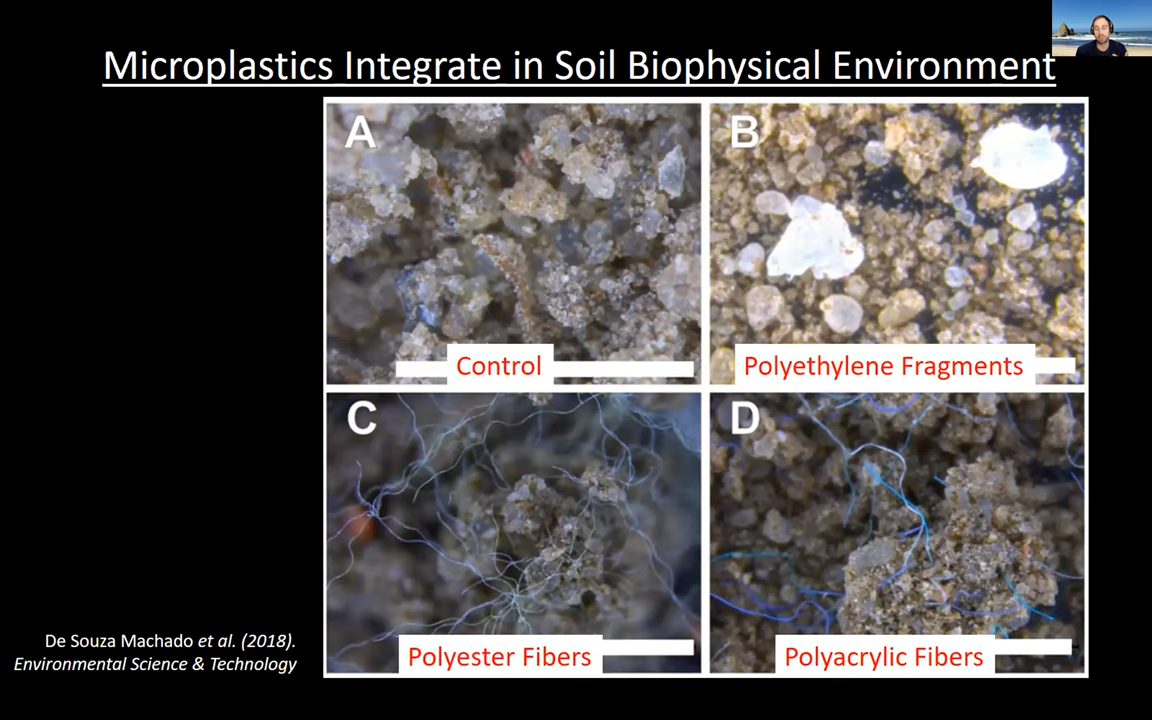 Microplastics Integrate in Soil Biophysical Environment
A
B
Control
Polyethylene Fragments
C
D
Polyester Fibers
Polyacrylic Fibers
De Souza Machado et al. (2018).
Environmental Science & Technology